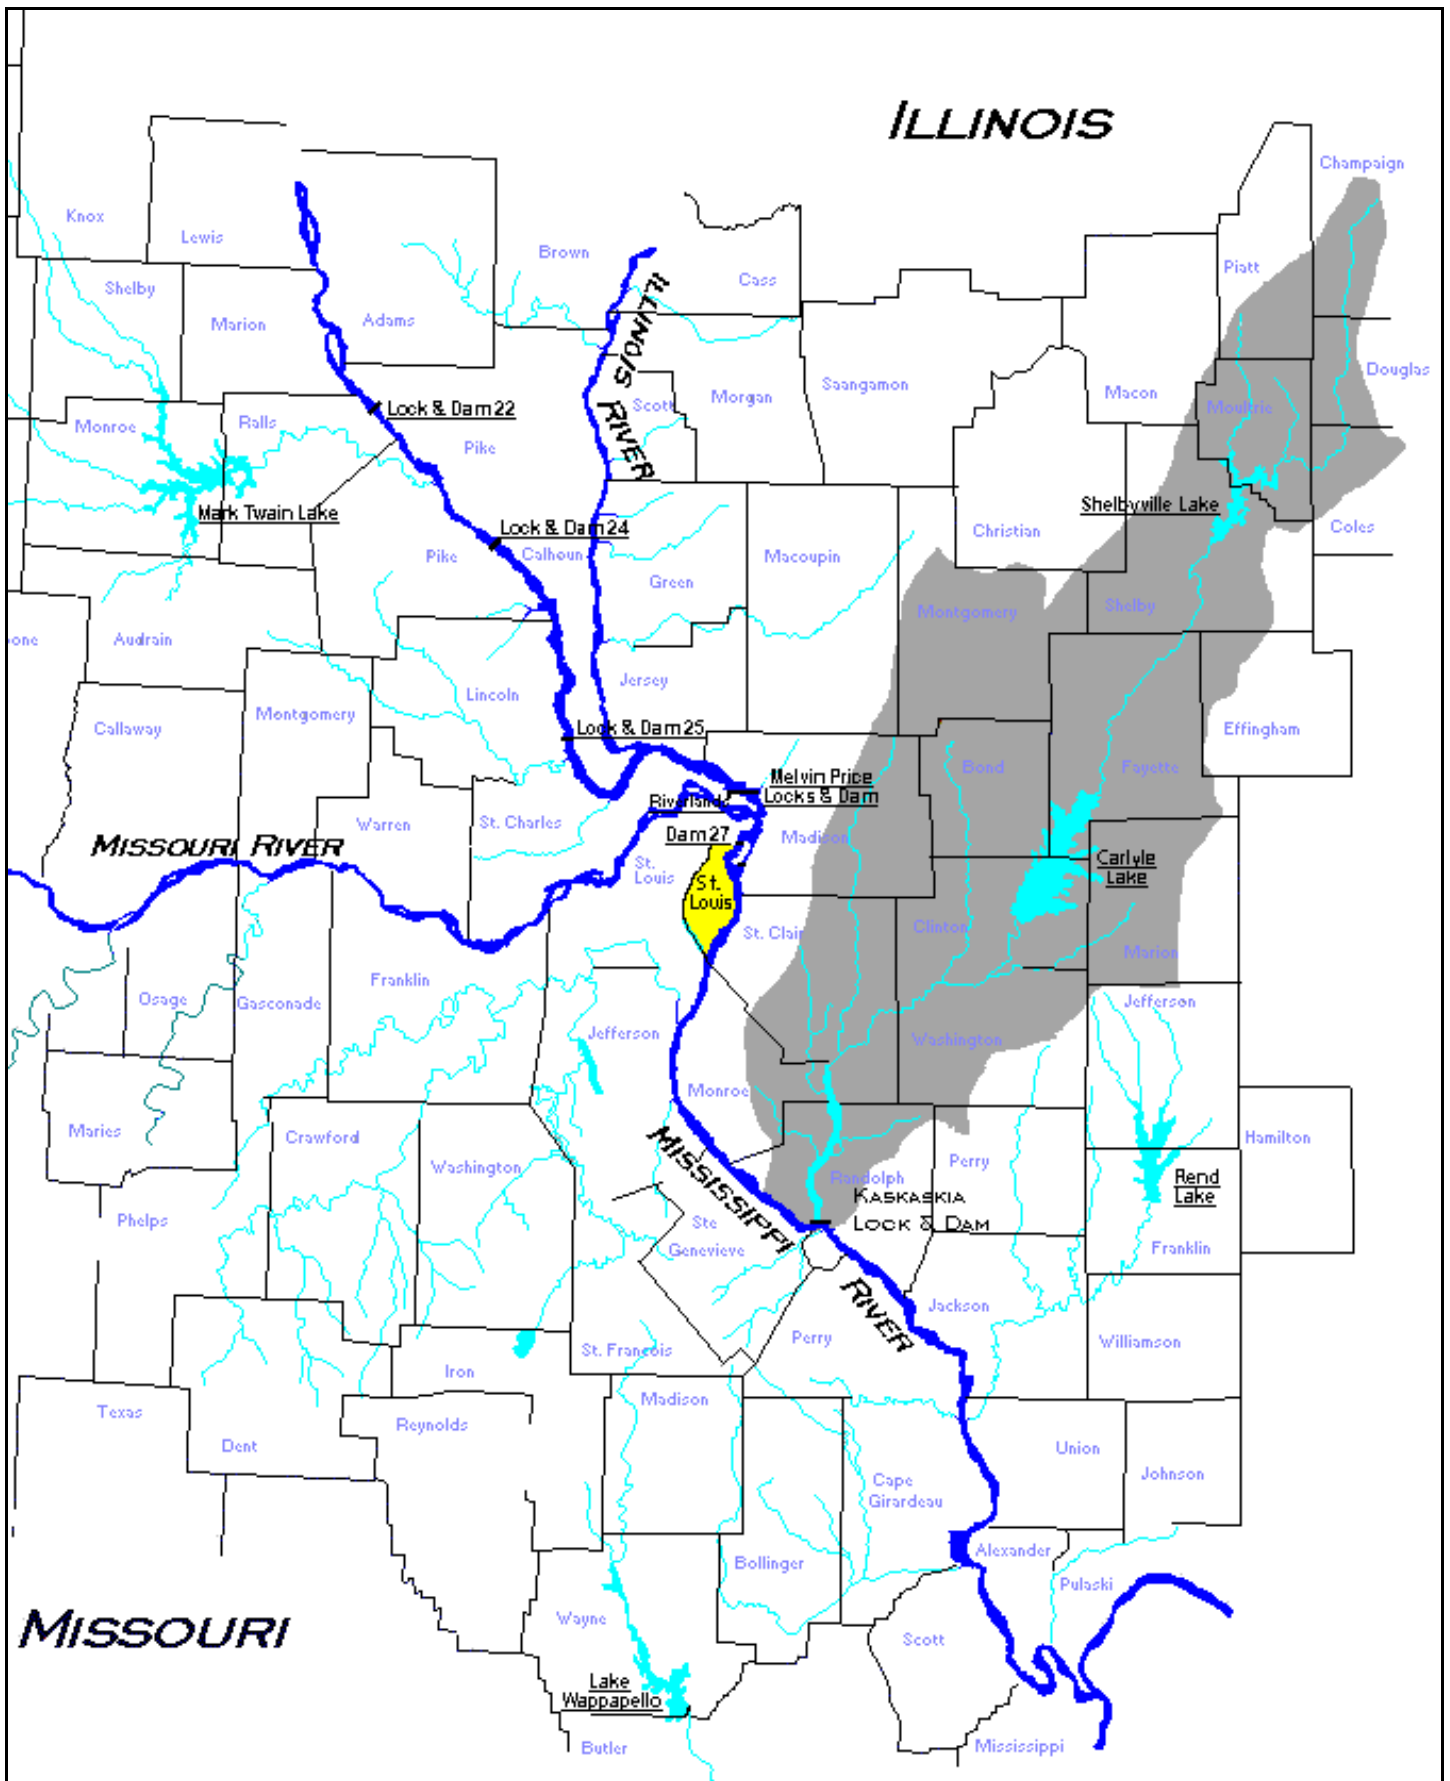 ILLINOIS
Champaign
Knox
Lewis
Brown
Cass
Piatt
Shelby
Marion
Adams
ILLINOIS RIVER
Douglas
Saangamon
Macon
Morgan
Scott
Moultrie
Lock & Dam 22
Monroe
Ralls
Pike
Mark Twain Lake
Shelbyville Lake
Lock & Dam 24
Christian
Coles
Pike
Calhoun
Macoupin
Green
Montgomery
Shelby
one
Audrain
Jersey
Lincoln
Montgomery
Callaway
Lock & Dam 25
Effingham
Bond
Fayette
Melvin Price
Locks & Dam
Riverlands
Warren
St. Charles
Dam 27
Madison
MISSOURI RIVER
St.
Louis
Carlyle
Lake
St.
Louis
St. Clair
Clinton
Marion
Franklin
Osage
Gasconade
Jefferson
Jefferson
Washington
Monroe
Maries
Crawford
Hamilton
Washington
MISSISSIPPI
Perry
Randolph
Rend
Lake
KASKASKIA
LOCK & DAM
Phelps
Ste
Genevieve
Franklin
RIVER
Jackson
Perry
Williamson
St. Francois
Iron
Madison
Texas
Reynolds
Dent
Union
Johnson
Cape
Girardeau
Alexander
Bollinger
Pulaski
Wayne
MISSOURI
Scott
Lake
Wappapello
Butler
Mississippi